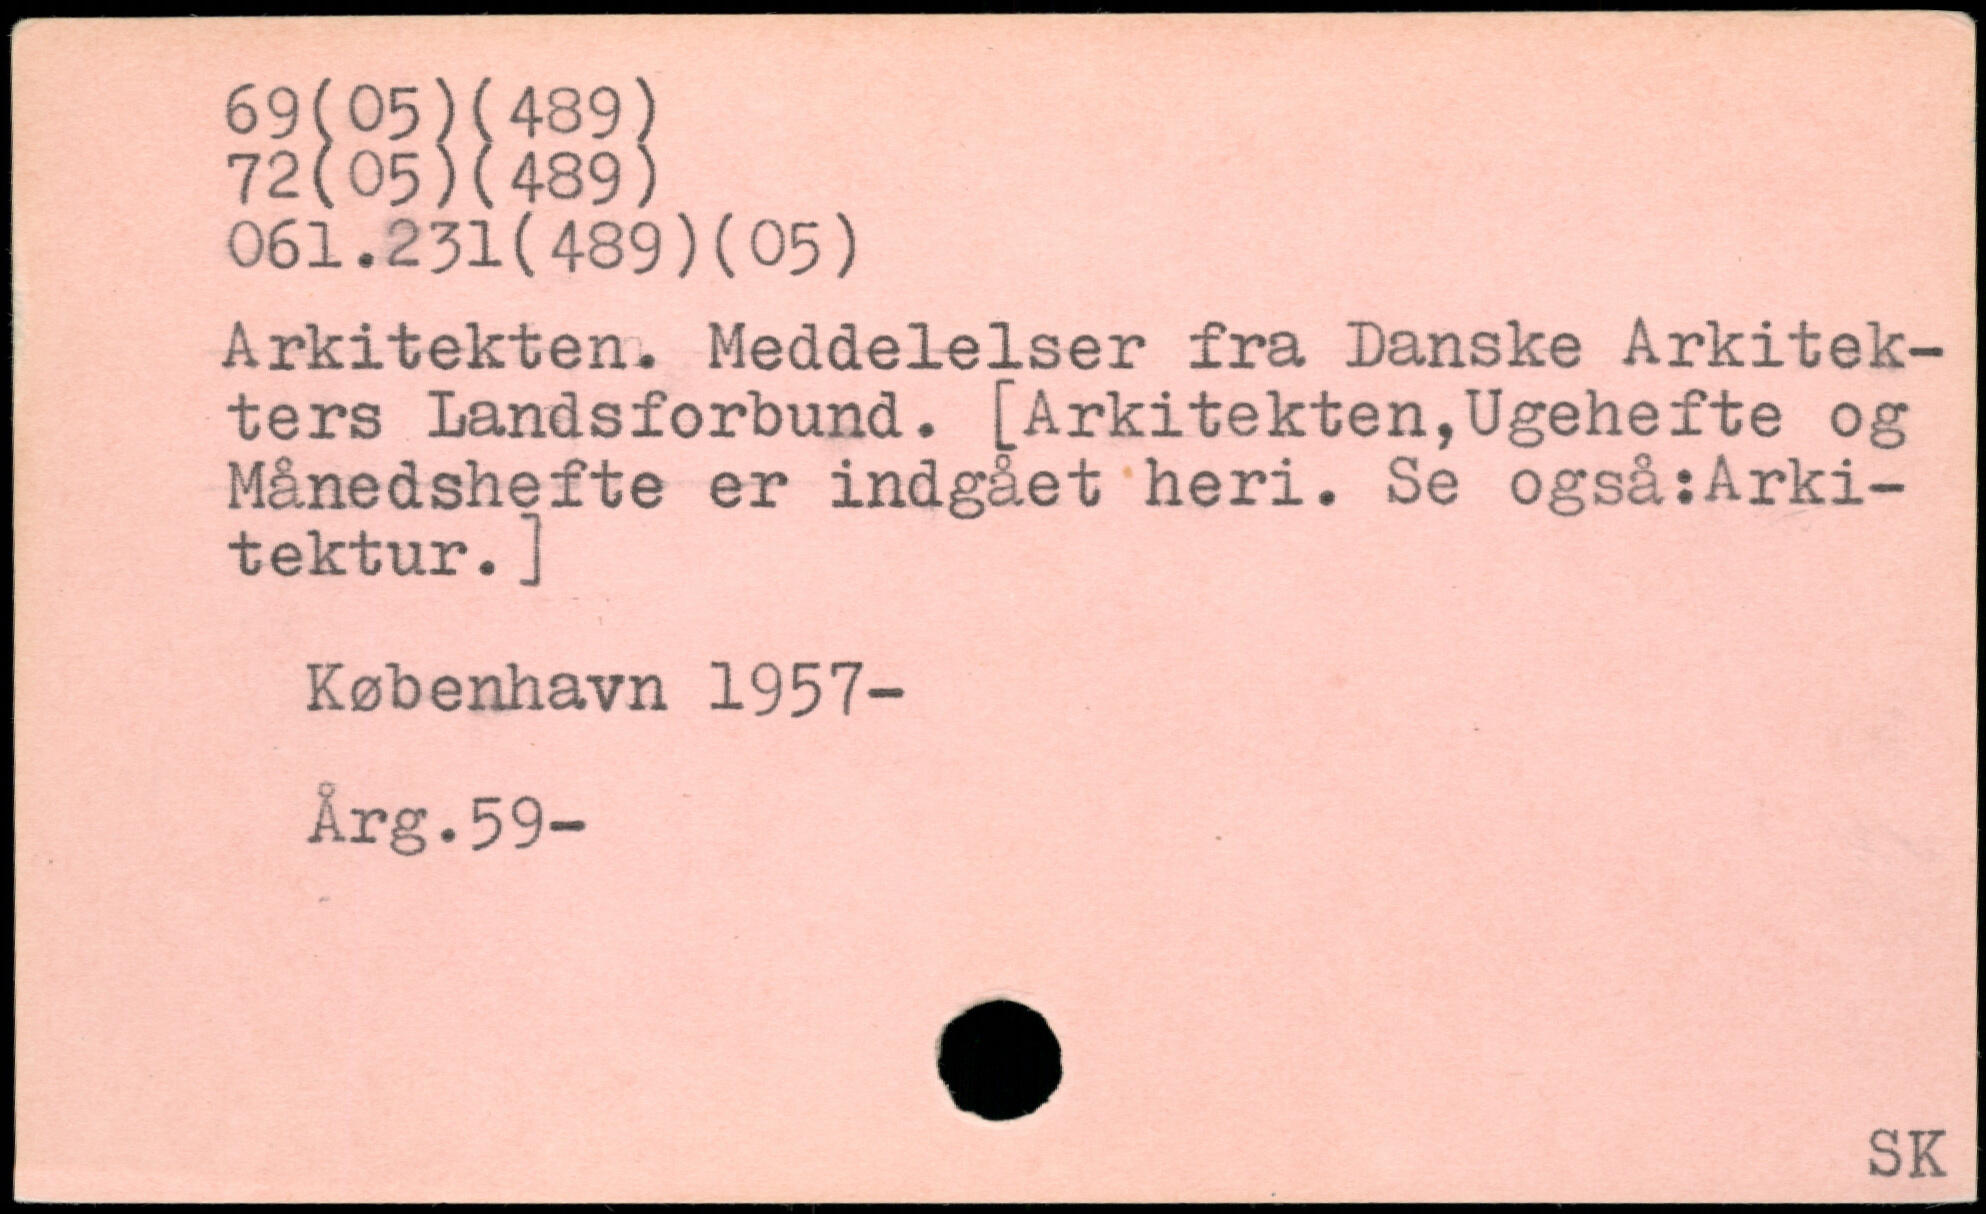 69(05)(489)
72(05)(489)
061.231(489)(05)
Arkitekten. Meddelelser fra Danske Arkitek-
ters Landsforbund. [Arkitekten,Ugehefte og
Månedshefte er indgået heri. Se også:Arki-
tektur.]
København 1957-
Årg.59-
SK